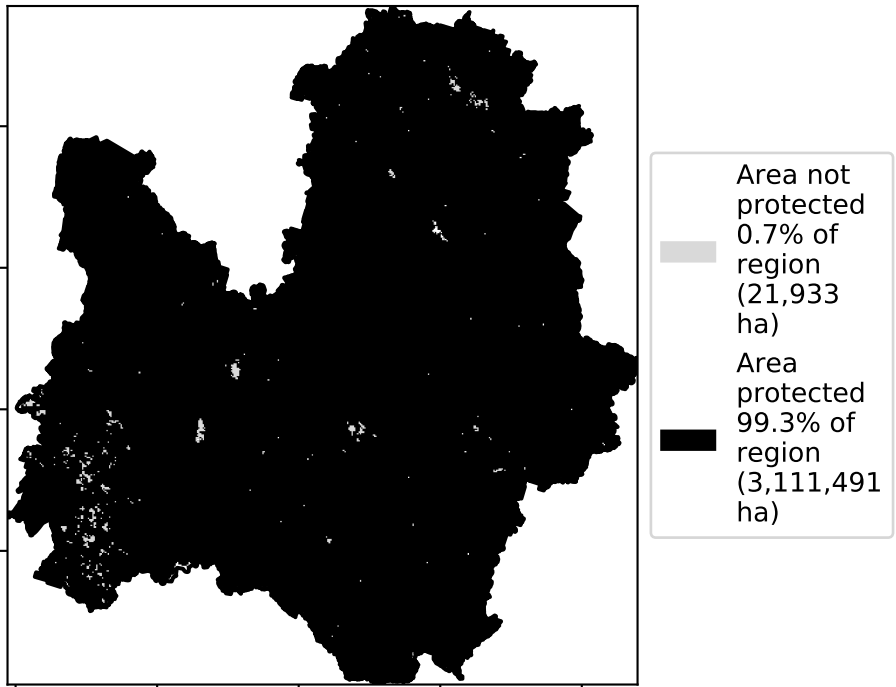 Area not
protected
0.7% of
region
(21,933
ha)
Area
protected
99.3% of
region
(3,111,491
ha)